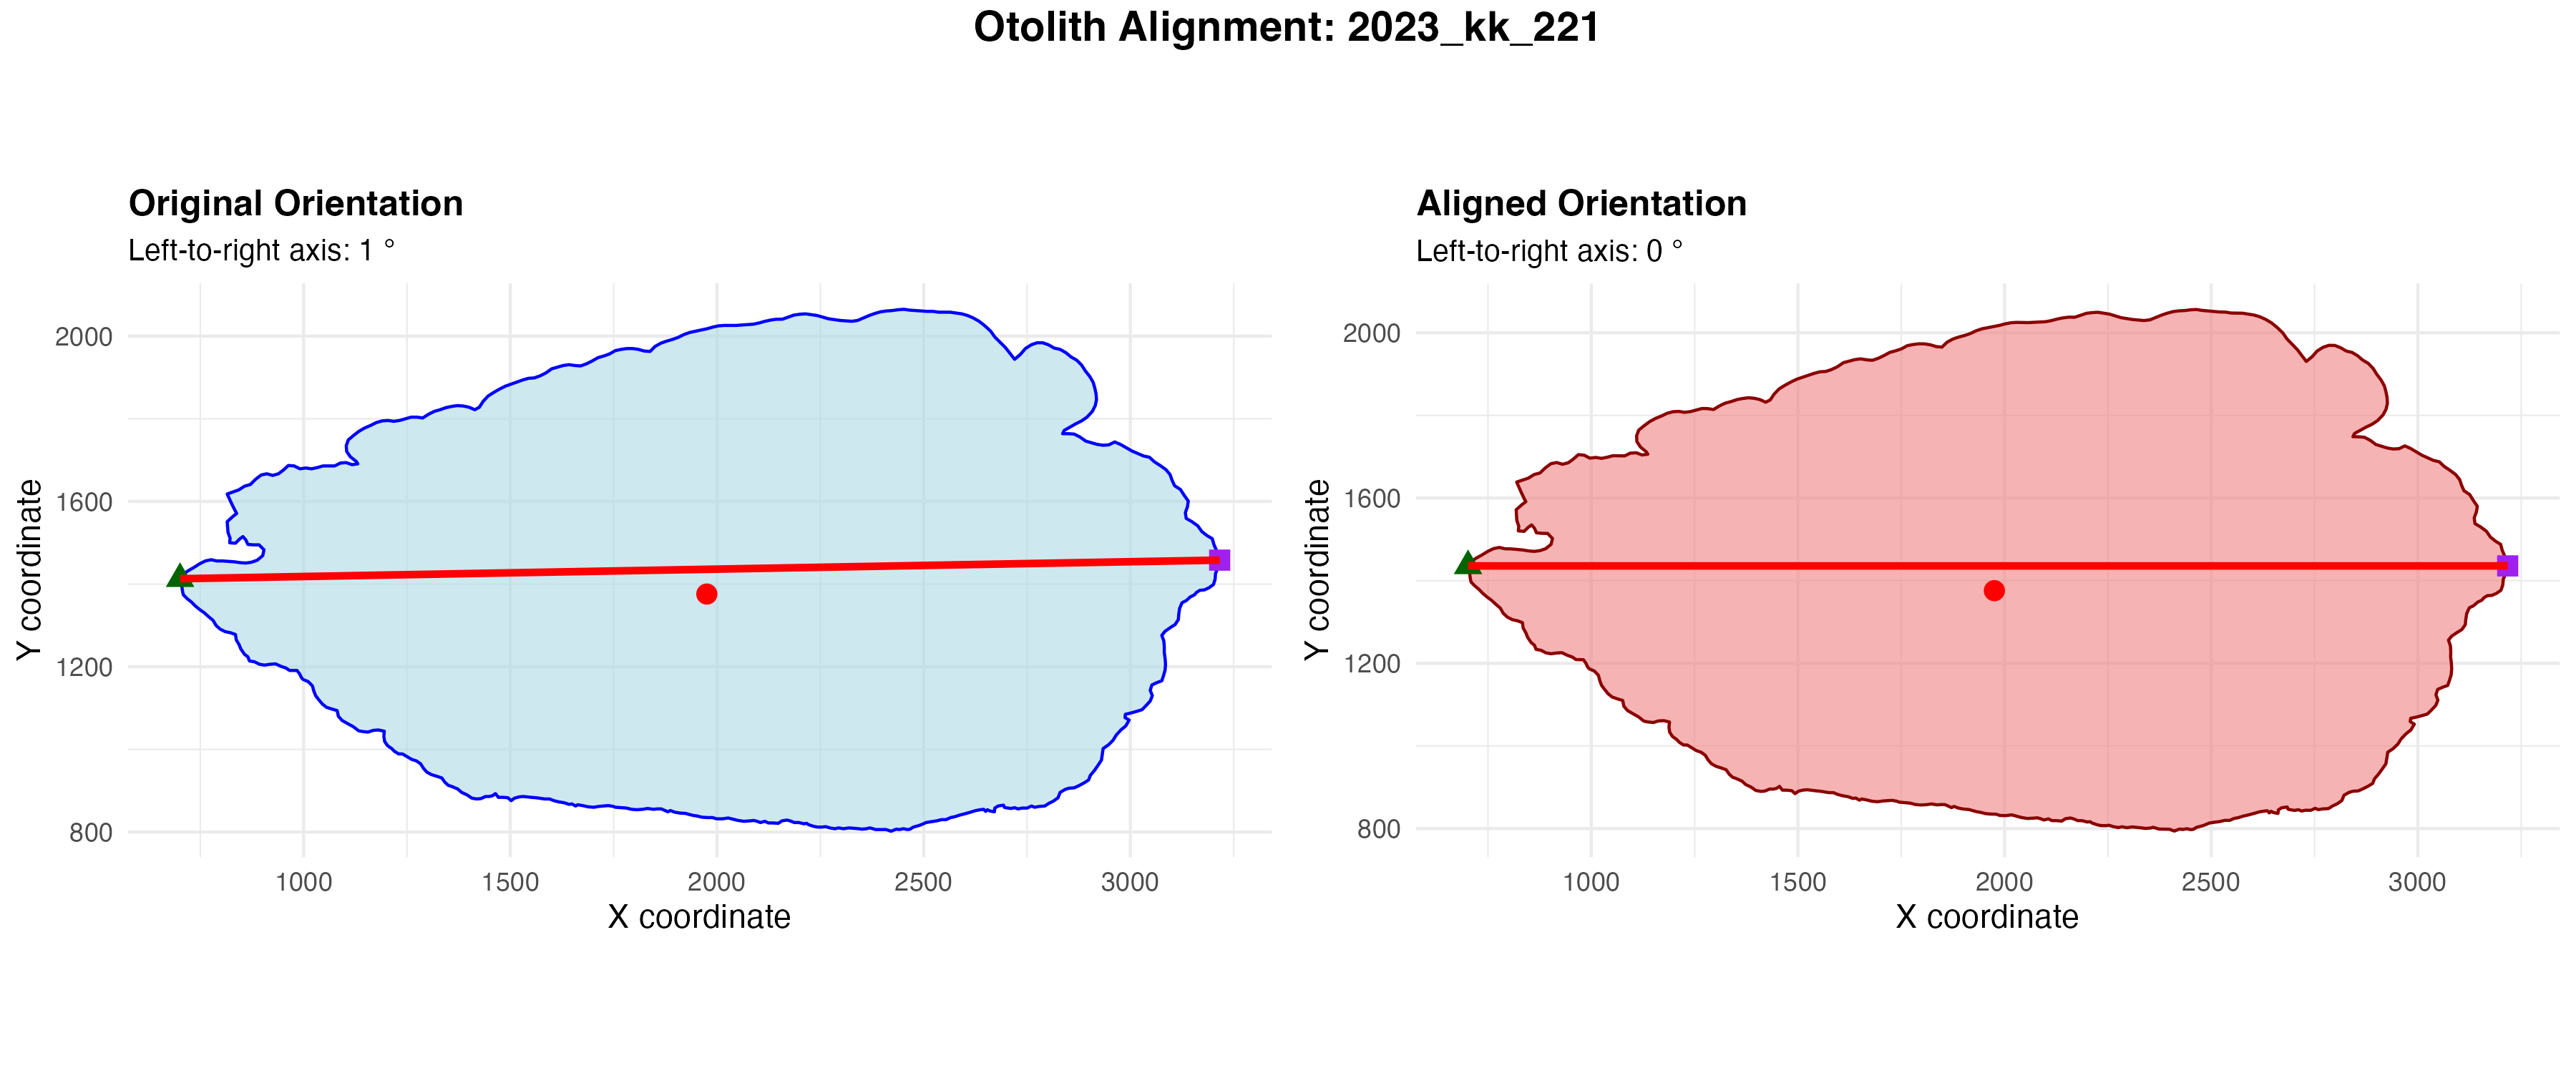 Otolith Alignment: 2023_kk_221
Original Orientation
Left-to-right axis: 1 °
Y coordinate
2000
1600
1200
800
1000 1500 2000 2500 3000
X coordinate
Aligned Orientation
Left-to-right axis: 0 °
Y coordinate
2000
1600
1200
800
1000 1500 2000 2500 3000
X coordinate